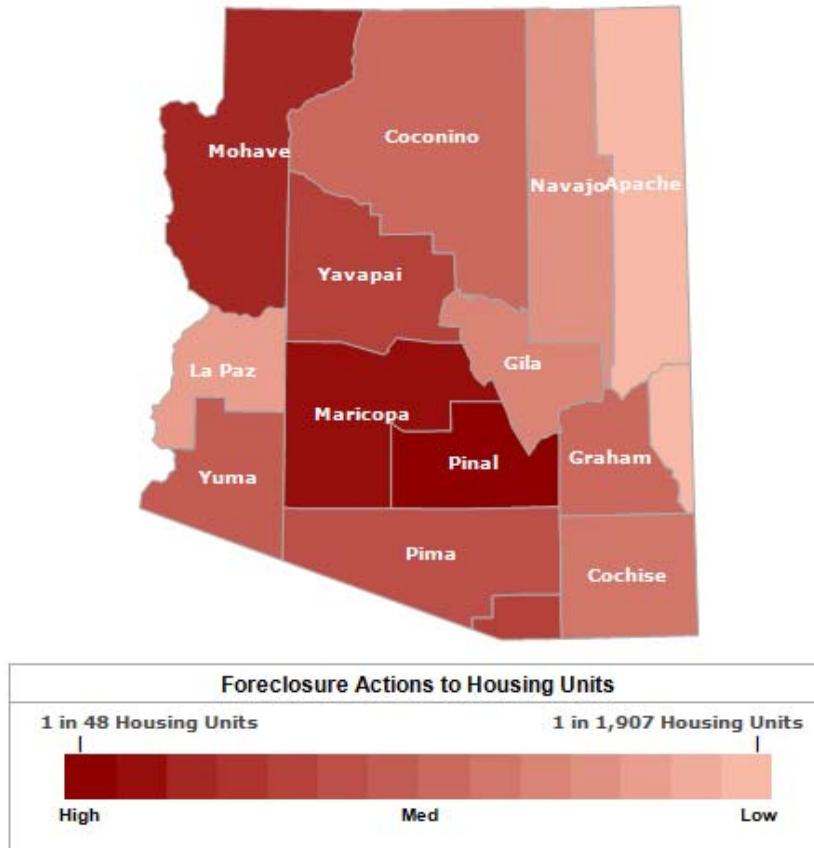 Mohave
Coconino
Navajo
Apache
Yavapai
La Paz
Gila
Maricopa
Pinal
Graham
Yuma
Pima
Cochise
Foreclosure Actions to Housing Units
1 in 48 Housing Units 1 in 1,907 Housing Units
High Med Low